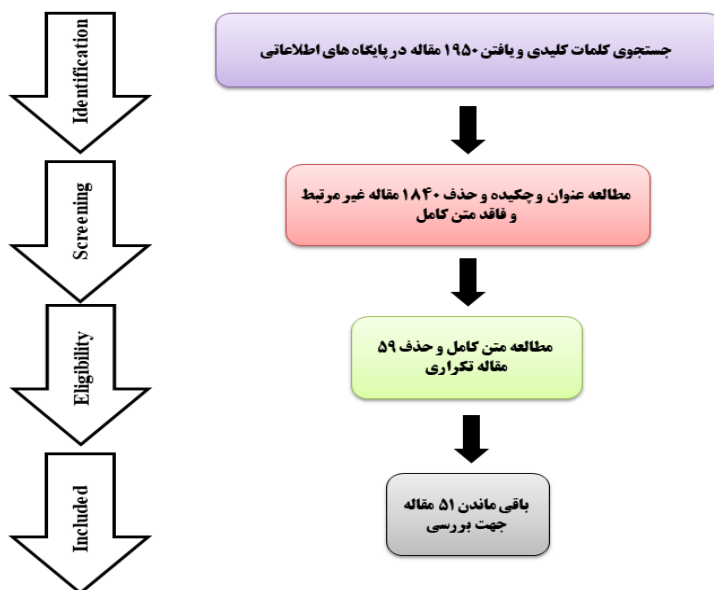 Identification
جستجوی کلمات کلیدی و یافتن ۱۹۵۰ مقاله در پایگاه های اطلاعاتی
Screening
مطالعه عنوان و چکیده و حذف ۱۸۴۰ مقاله غیر مرتبط
و فاقد متن کامل
Eligibility
مطالعه متن کامل و حذف ۵۹
مقاله تکراری
Included
باقی ماندن ۵۱ مقاله
جهت بررسی